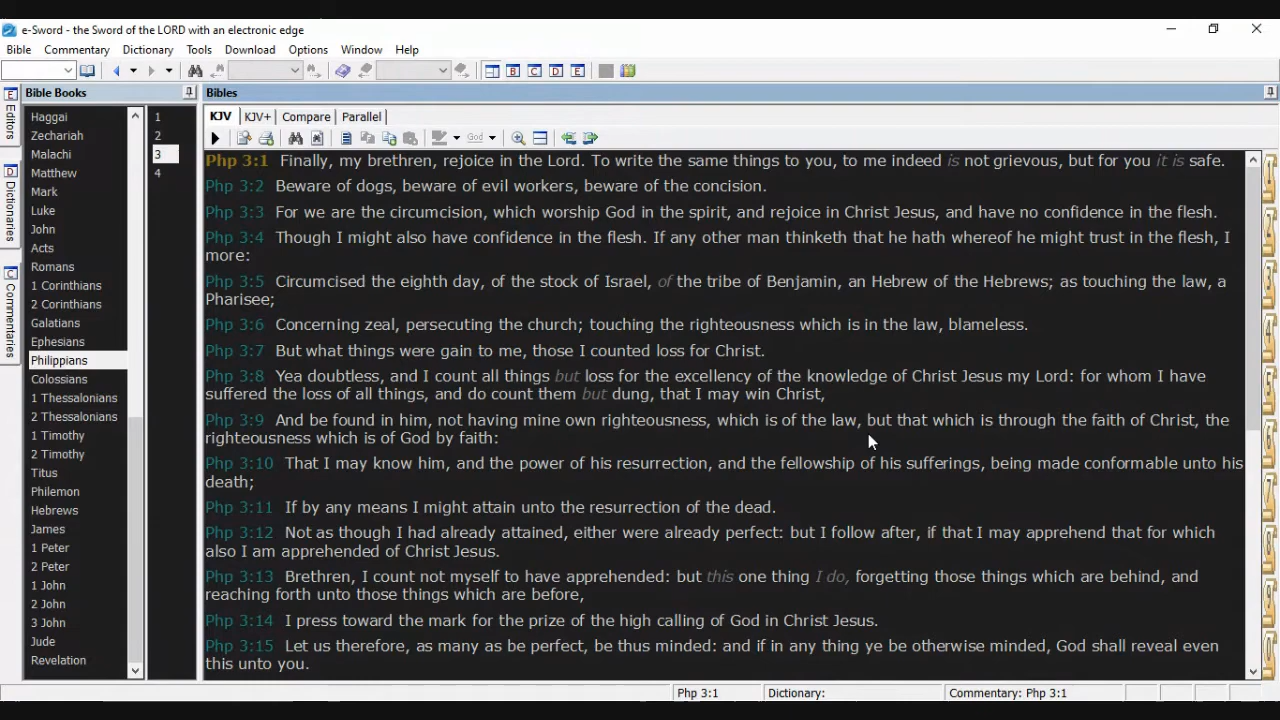 e-Sword - the Sword of the LORD with an electronic edge
Bible Commentary Dictionary Tools Download Options Window Help
B C D E
Bible Books
Bibles
E Editors
D Dictionaries
C Commentaries
Haggai
Zechariah
Malachi
Matthew
Mark
Luke
John
Acts
Romans
1 Corinthians
2 Corinthians
Galatians
Ephesians
Philippians
Colossians
1 Thessalonians
2 Thessalonians
1 Timothy
2 Timothy
Titus
Philemon
Hebrews
James
1 Peter
2 Peter
1 John
2 John
3 John
Jude
Revelation
1
2
3
4
KJV KJV+ Compare Parallel
God
Php 3:1 Finally, my brethren, rejoice in the Lord. To write the same things to you, to me indeed is not grievous, but for you it is safe.
Php 3:2 Beware of dogs, beware of evil workers, beware of the concision.
Php 3:3 For we are the circumcision, which worship God in the spirit, and rejoice in Christ Jesus, and have no confidence in the flesh.
Php 3:4 Though I might also have confidence in the flesh. If any other man thinketh that he hath whereof he might trust in the flesh, I
more:
Php 3:5 Circumcised the eighth day, of the stock of Israel, of the tribe of Benjamin, an Hebrew of the Hebrews; as touching the law, a
Pharisee;
Php 3:6 Concerning zeal, persecuting the church; touching the righteousness which is in the law, blameless.
Php 3:7 But what things were gain to me, those I counted loss for Christ.
Php 3:8 Yea doubtless, and I count all things but loss for the excellency of the knowledge of Christ Jesus my Lord: for whom I have
suffered the loss of all things, and do count them but dung, that I may win Christ,
Php 3:9 And be found in him, not having mine own righteousness, which is of the law, but that which is through the faith of Christ, the
righteousness which is of God by faith:
Php 3:10 That I may know him, and the power of his resurrection, and the fellowship of his sufferings, being made conformable unto his
death;
Php 3:11 If by any means I might attain unto the resurrection of the dead.
Php 3:12 Not as though I had already attained, either were already perfect: but I follow after, if that I may apprehend that for which
also I am apprehended of Christ Jesus.
Php 3:13 Brethren, I count not myself to have apprehended: but this one thing I do, forgetting those things which are behind, and
reaching forth unto those things which are before,
Php 3:14 I press toward the mark for the prize of the high calling of God in Christ Jesus.
Php 3:15 Let us therefore, as many as be perfect, be thus minded: and if in any thing ye be otherwise minded, God shall reveal even
this unto you.
1
2
3
4
5
6
7
8
9
Php 3:1 Dictionary: Commentary: Php 3:1